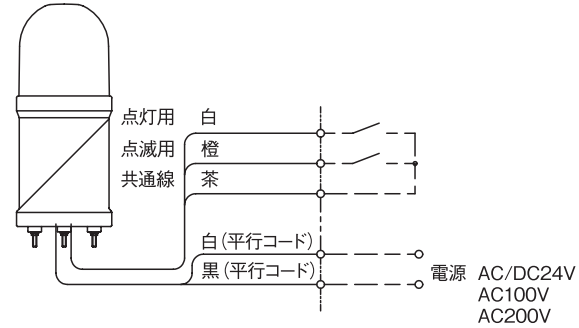 点灯用 白
点滅用 橙
共通線 茶
白（平行コード）
黒（平行コード）
電源 AC/DC24V
AC100V
AC200V